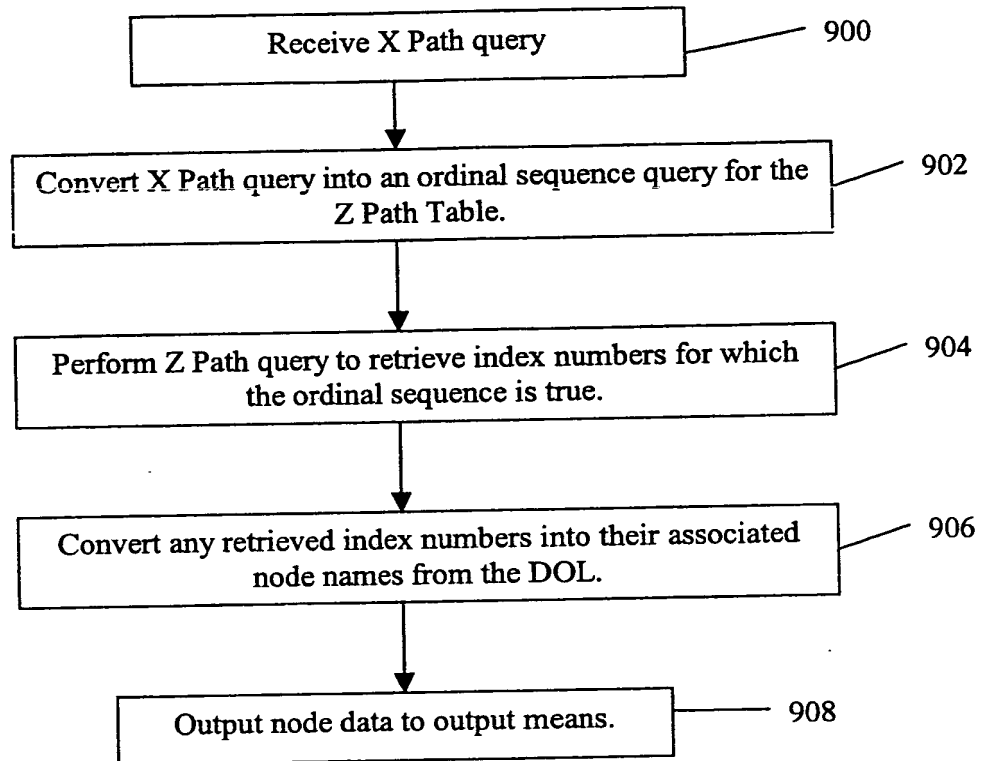 Receive X Path query
900
Convert X Path query into an ordinal sequence query for the
Z Path Table.
902
Perform Z Path query to retrieve index numbers for which
the ordinal sequence is true.
904
Convert any retrieved index numbers into their associated
node names from the DOL.
906
Output node data to output means.
908